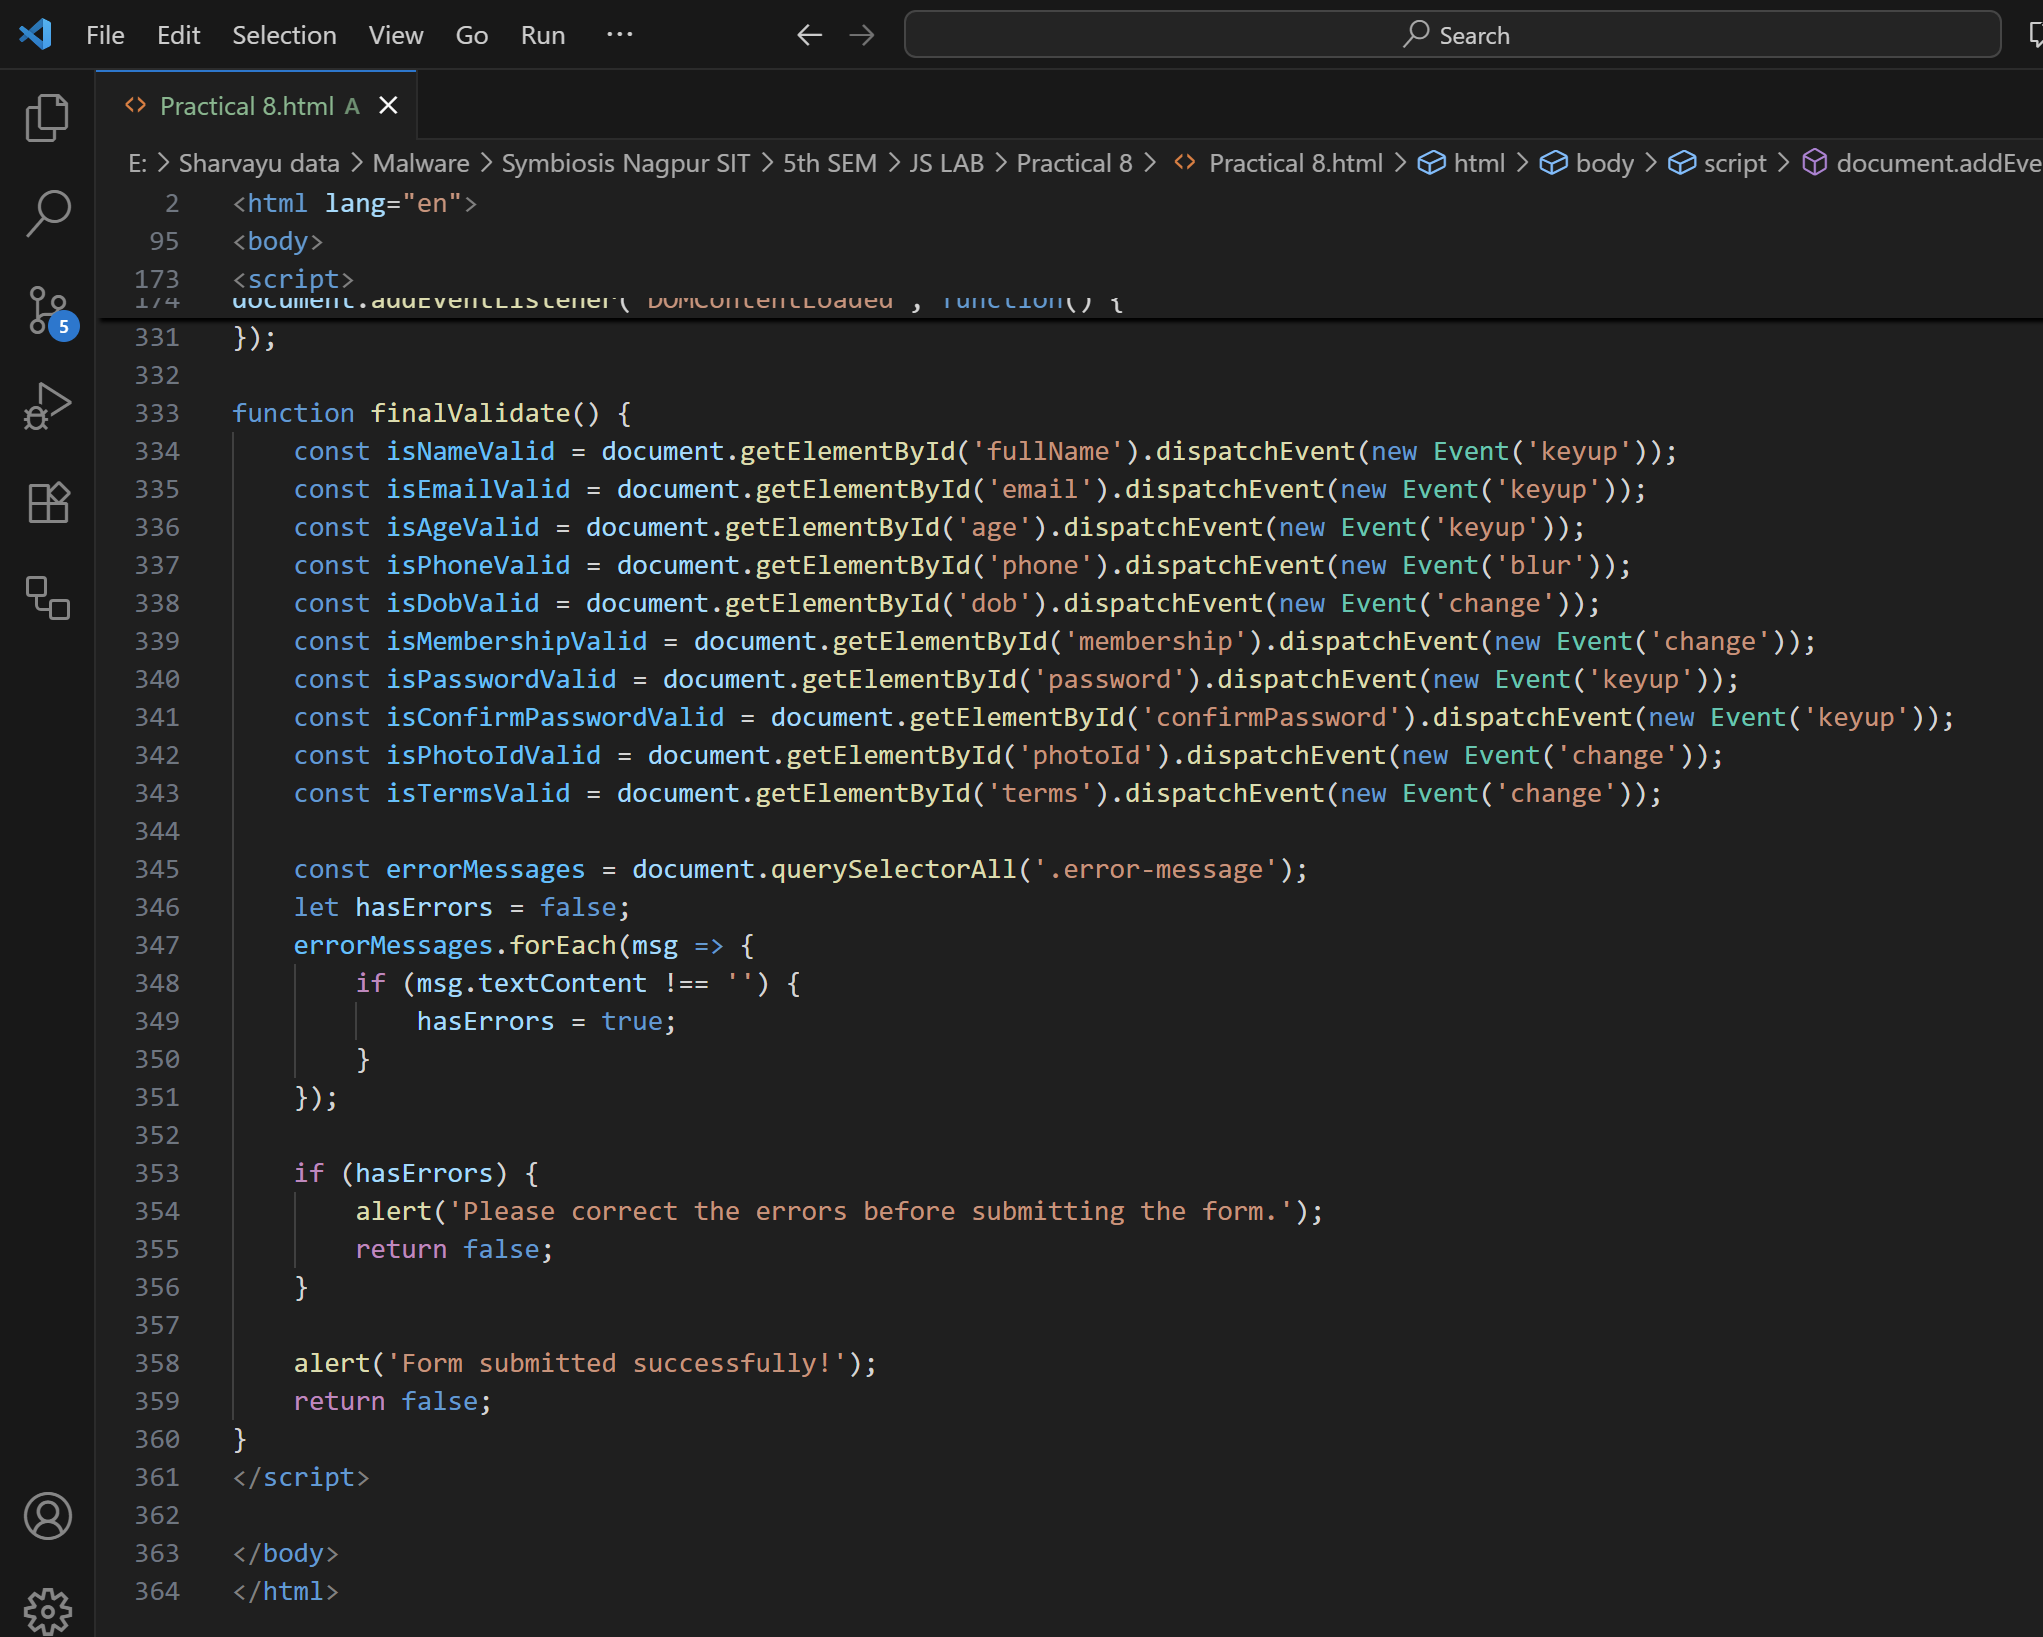 File Edit Selection View Go Run ··· Search
Practical 8.html A
E: > Sharvayu data > Malware > Symbiosis Nagpur SIT > 5th SEM > JS LAB > Practical 8 > Practical 8.html > html > body > script > document.addEve
2 <html lang="en">
95 <body>
173 <script>
174 document.addEventListener('DOMContentLoaded', function() {
331 });
332
5
333 function finalValidate() {
334 const isNameValid = document.getElementById('fullName').dispatchEvent(new Event('keyup'));
335 const isEmailValid = document.getElementById('email').dispatchEvent(new Event('keyup'));
336 const isAgeValid = document.getElementById('age').dispatchEvent(new Event('keyup'));
337 const isPhoneValid = document.getElementById('phone').dispatchEvent(new Event('blur'));
338 const isDobValid = document.getElementById('dob').dispatchEvent(new Event('change'));
339 const isMembershipValid = document.getElementById('membership').dispatchEvent(new Event('change'));
340 const isPasswordValid = document.getElementById('password').dispatchEvent(new Event('keyup'));
341 const isConfirmPasswordValid = document.getElementById('confirmPassword').dispatchEvent(new Event('keyup'));
342 const isPhotoIdValid = document.getElementById('photoId').dispatchEvent(new Event('change'));
343 const isTermsValid = document.getElementById('terms').dispatchEvent(new Event('change'));
344
345 const errorMessages = document.querySelectorAll('.error-message');
346 let hasErrors = false;
347 errorMessages.forEach(msg => {
348 if (msg.textContent !== '') {
349 hasErrors = true;
350 }
351 });
352
353 if (hasErrors) {
354 alert('Please correct the errors before submitting the form.');
355 return false;
356 }
357
358 alert('Form submitted successfully!');
359 return false;
360 }
361 </script>
362
363 </body>
364 </html>